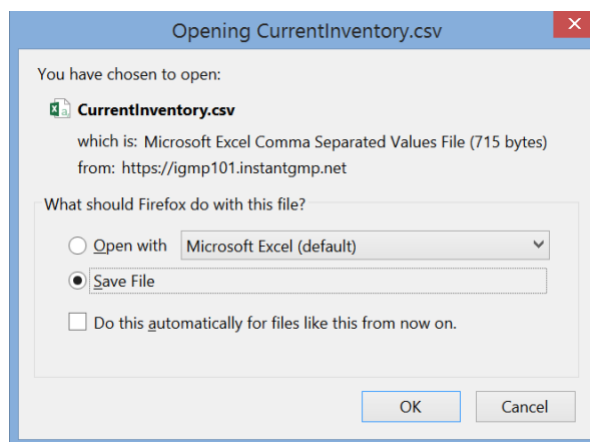 Opening CurrentInventory.csv
You have chosen to open:
CurrentInventory.csv
which is: Microsoft Excel Comma Separated Values File (715 bytes)
from: https://igmp101.instantgmp.net
What should Firefox do with this file?
Open with Microsoft Excel (default)
Save File
Do this automatically for files like this from now on.
OK Cancel